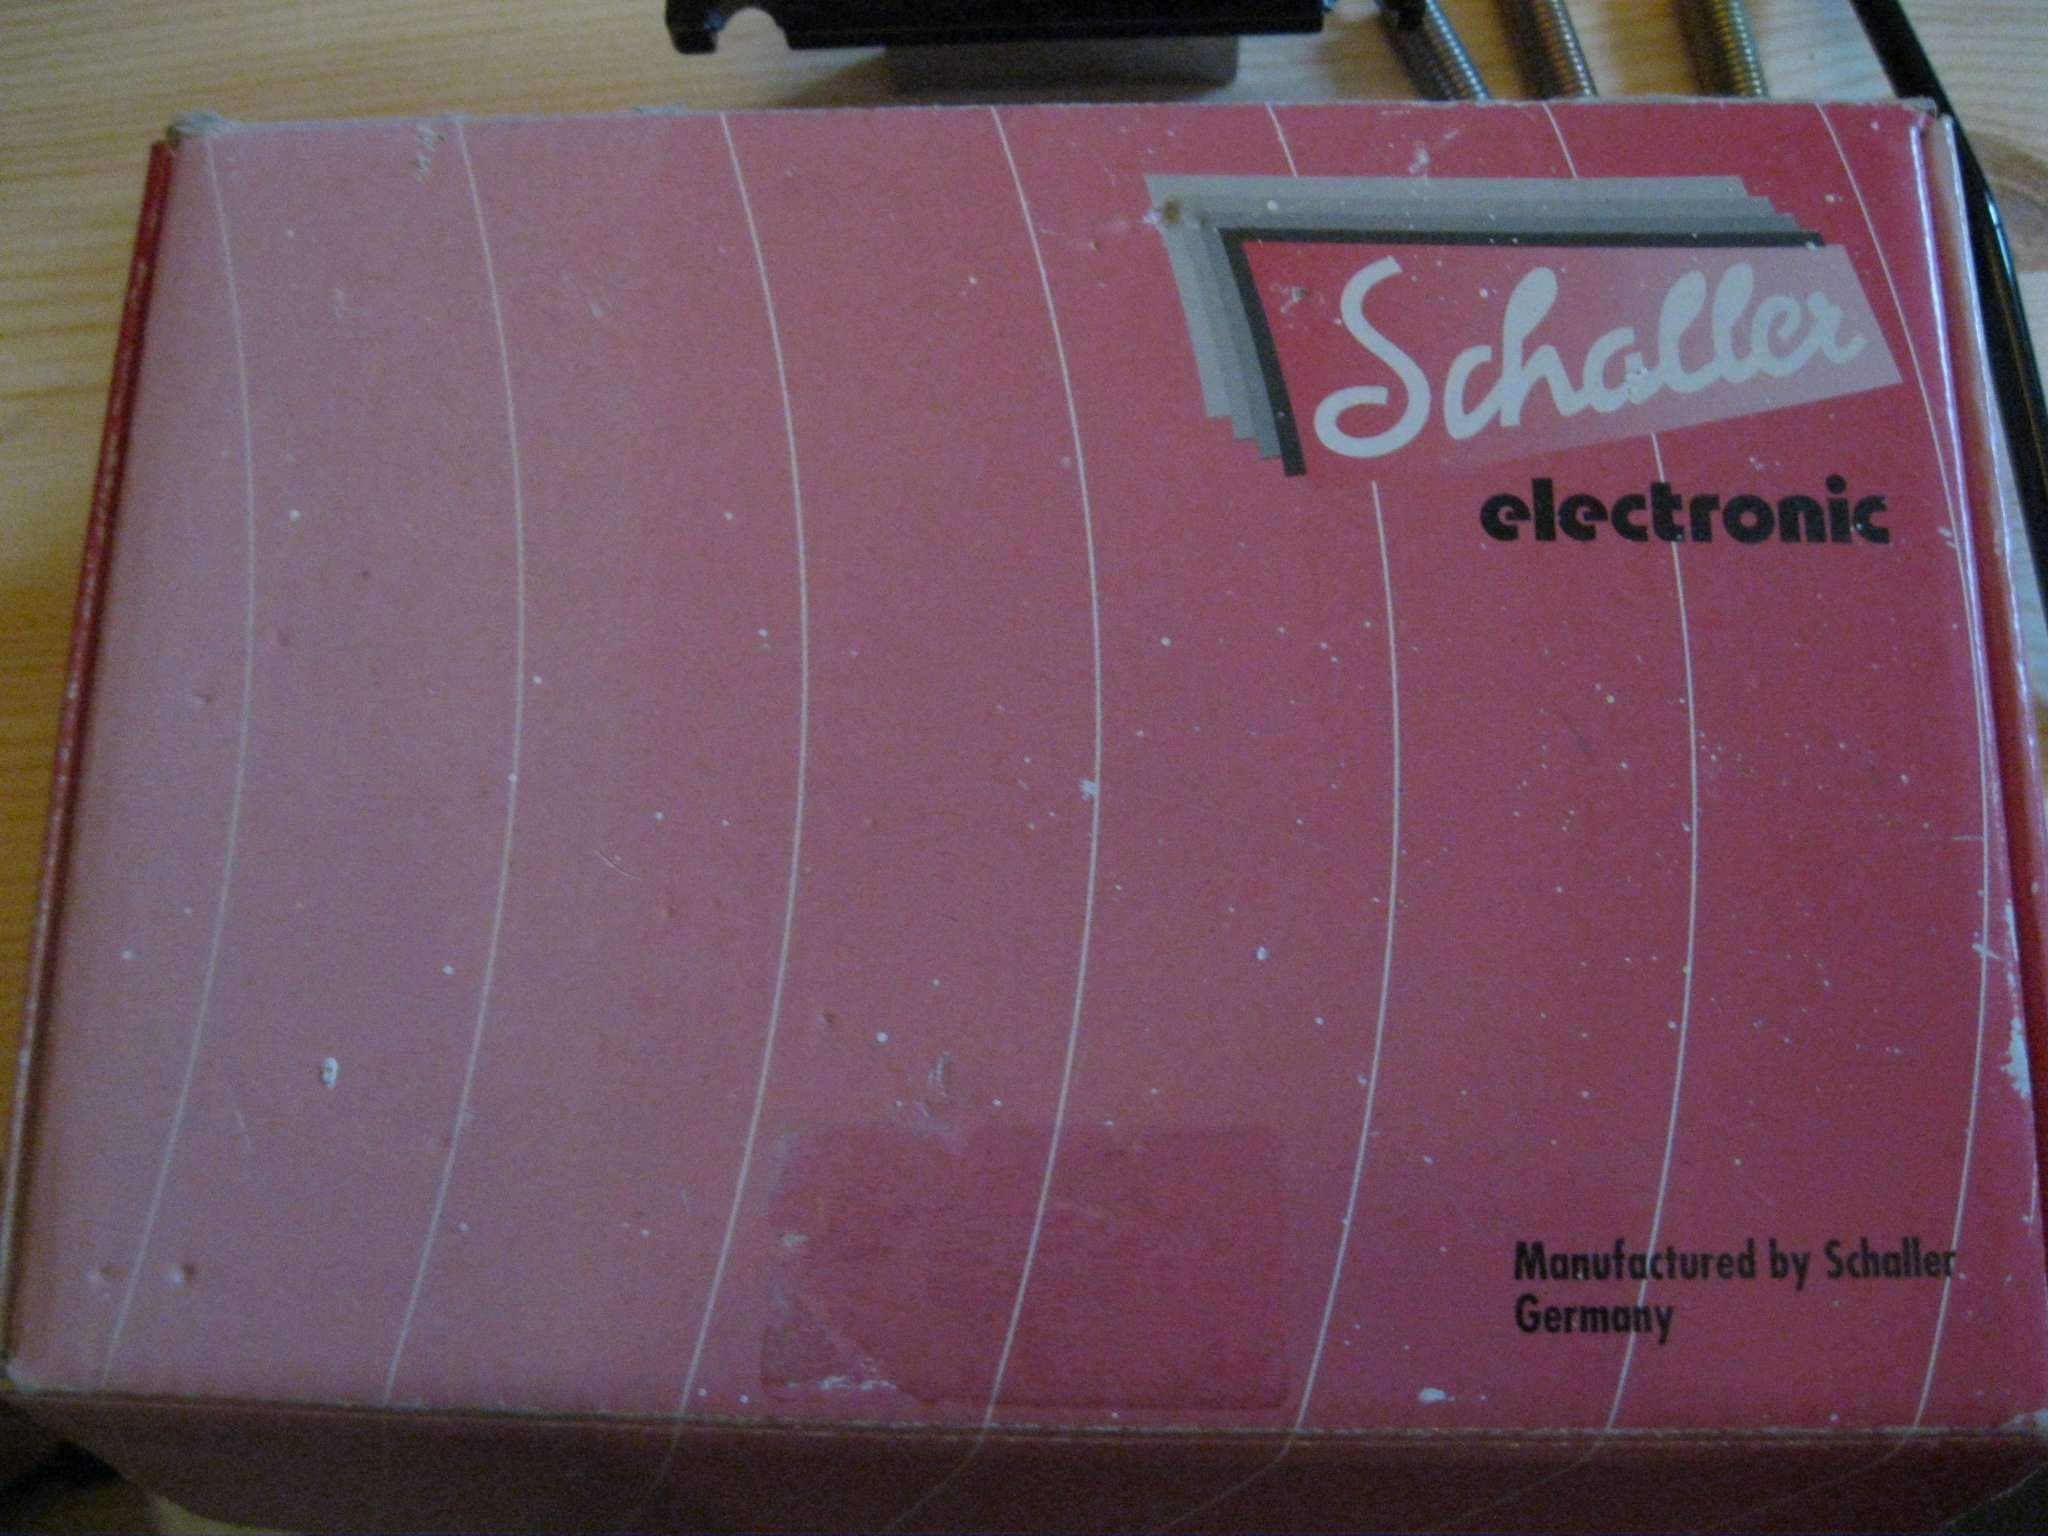 Schaller
electronic
Manufactured by Schaller
Germany